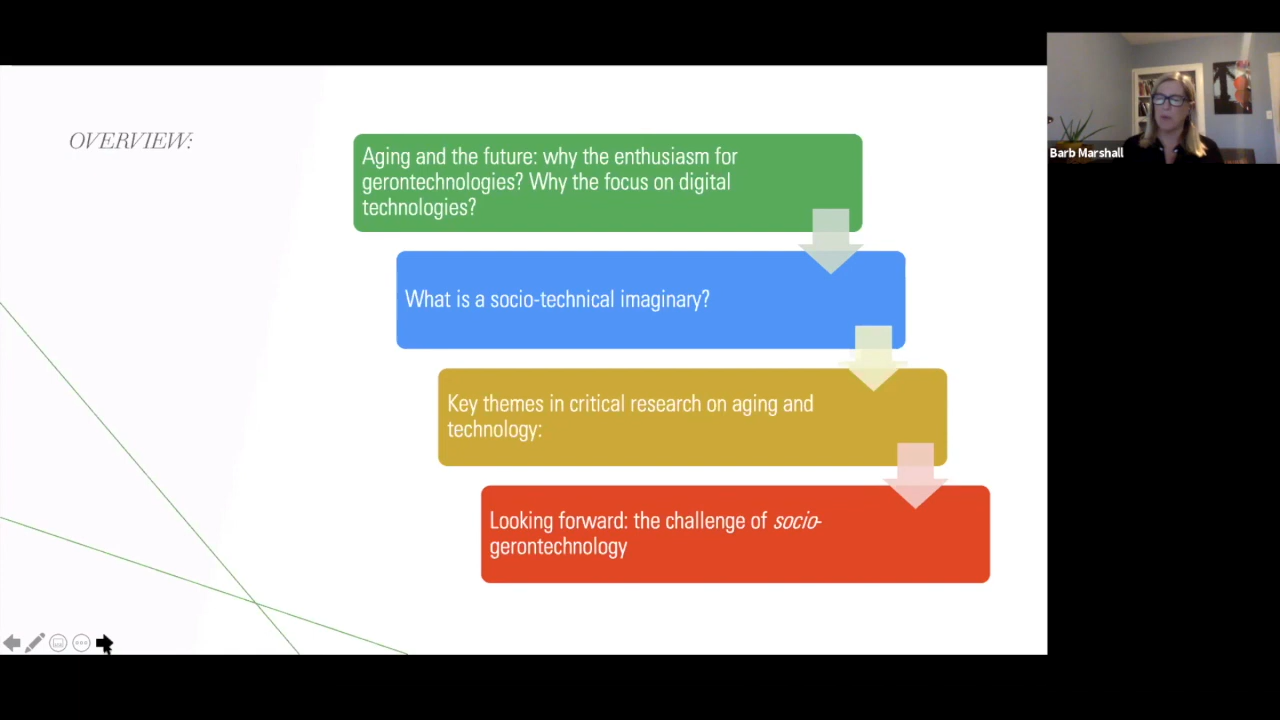 OVERVIEW:
Aging and the future: why the enthusiasm for
gerontechnologies? Why the focus on digital
technologies?
What is a socio-technical imaginary?
Key themes in critical research on aging and
technology:
Looking forward: the challenge of socio-
gerontechnology
Barb Marshall